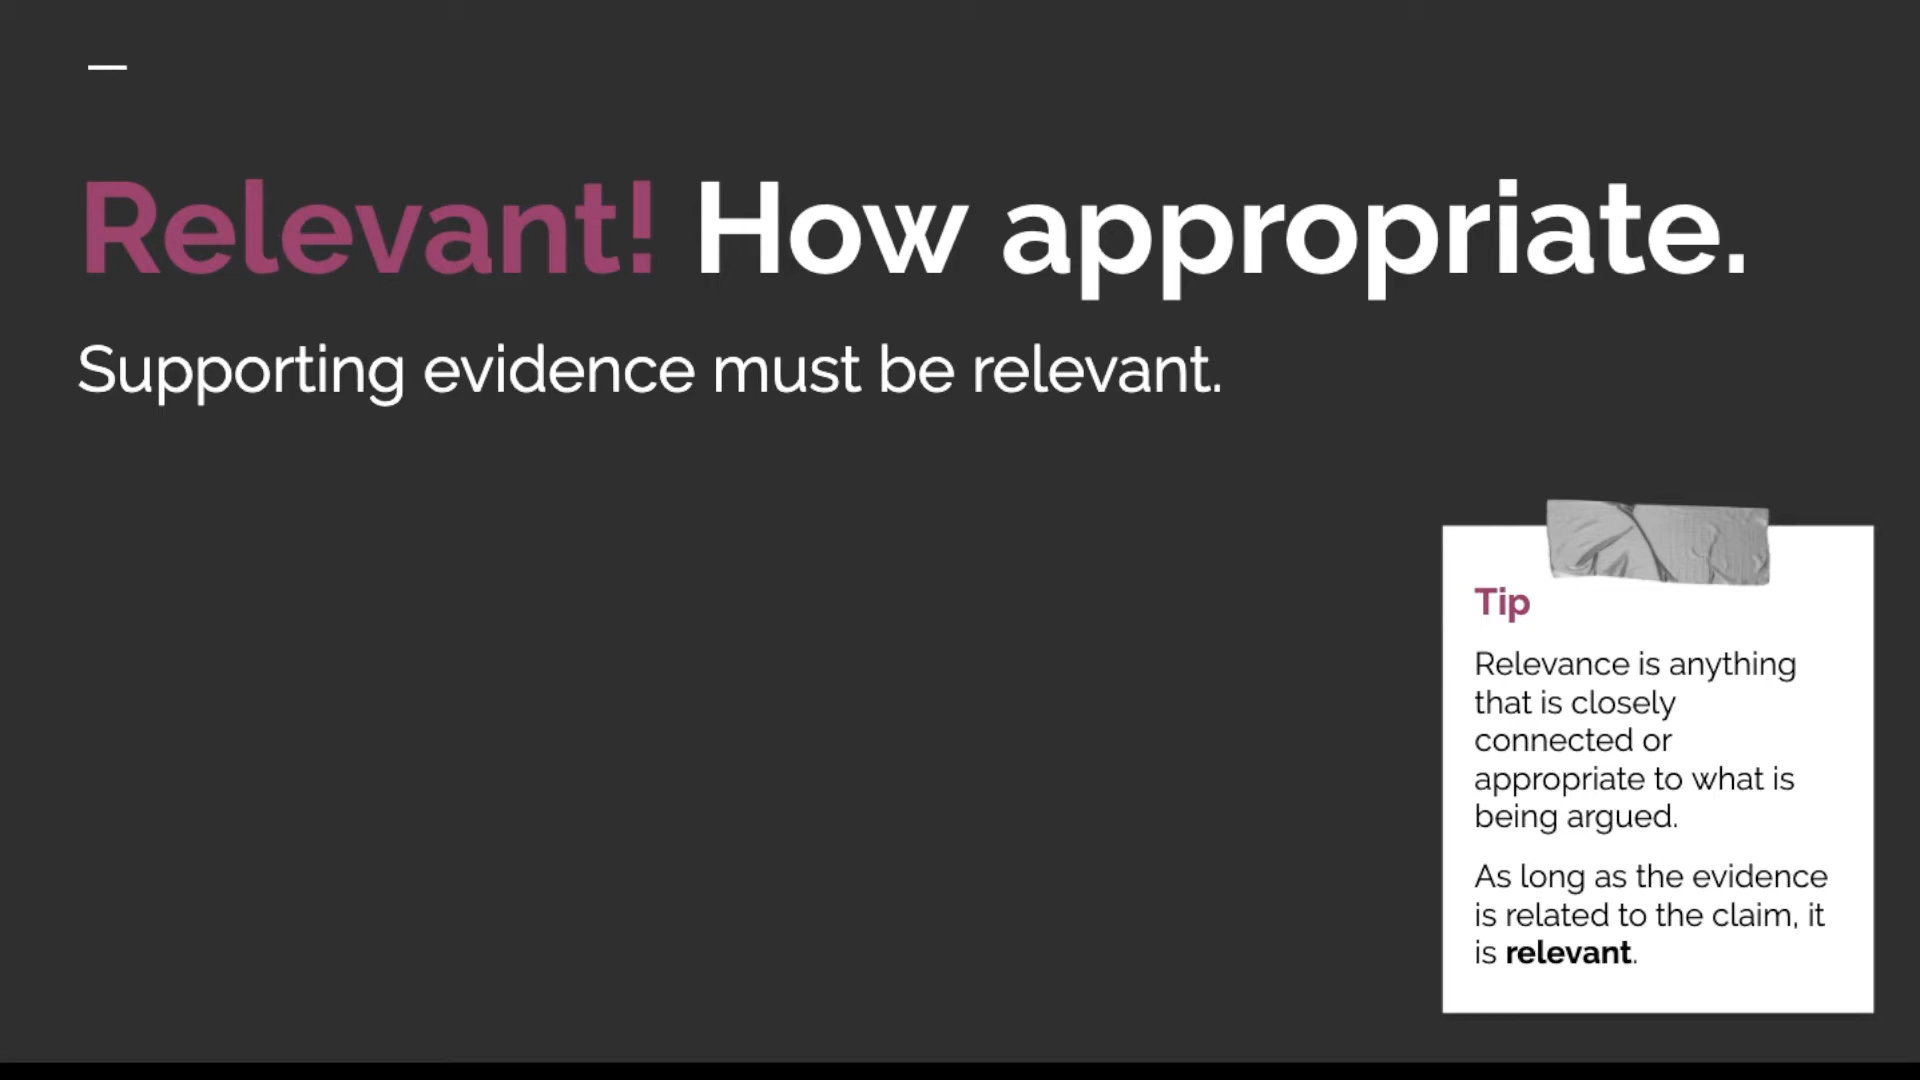 Relevant! How appropriate.
Supporting evidence must be relevant.
Tip
Relevance is anything
that is closely
connected or
appropriate to what is
being argued.
As long as the evidence
is related to the claim, it
is relevant.